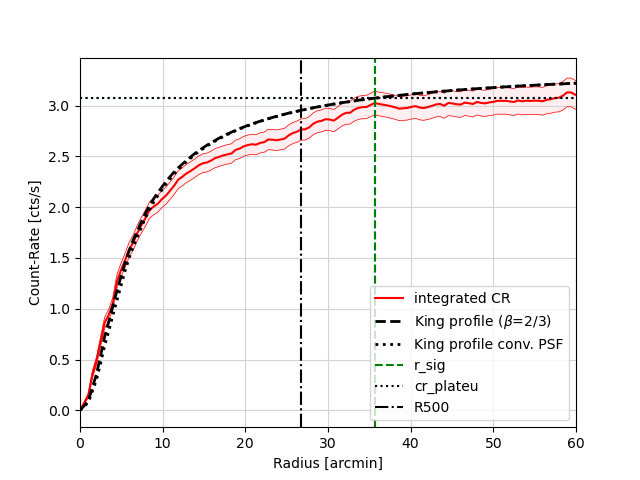 3.0
2.5
2.0
1.5
1.0
0.5
0.0
Count-Rate [cts/s]
integrated CR
King profile (β=2/3)
King profile conv. PSF
r_sig
cr_plateu
R500
0 10 20 30 40 50 60
Radius [arcmin]